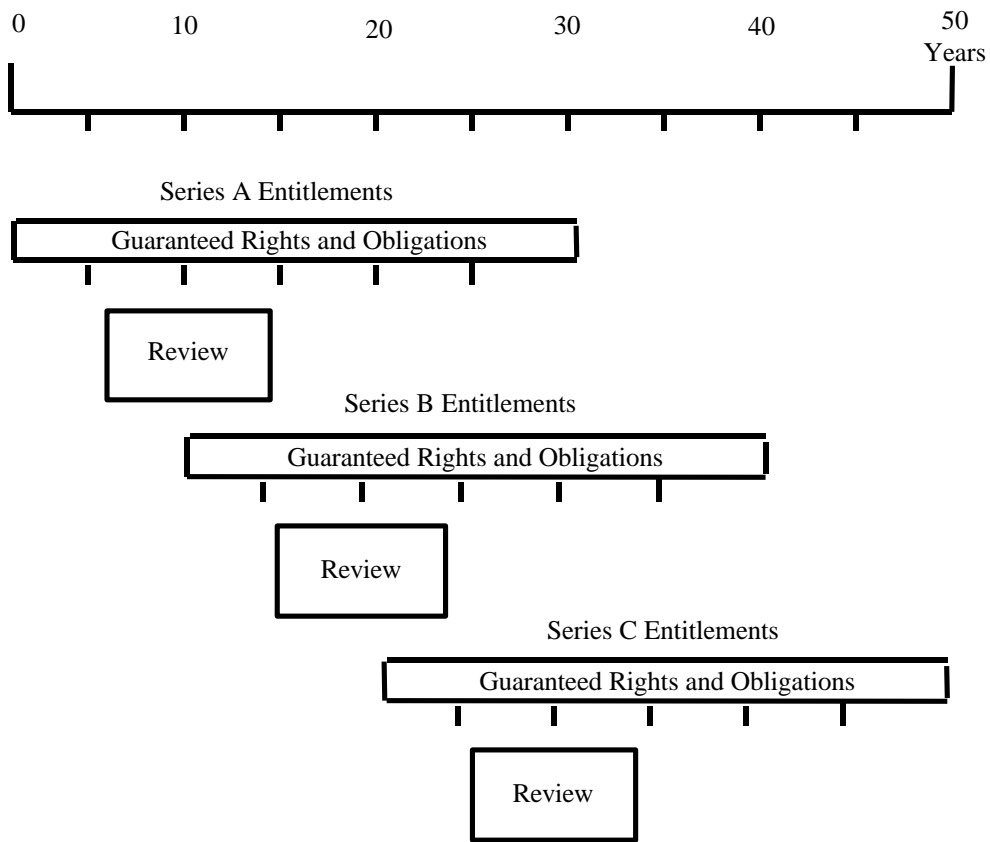 0 10 20 30 40 50
Years
Series A Entitlements
Guaranteed Rights and Obligations
Review
Series B Entitlements
Guaranteed Rights and Obligations
Review
Series C Entitlements
Guaranteed Rights and Obligations
Review